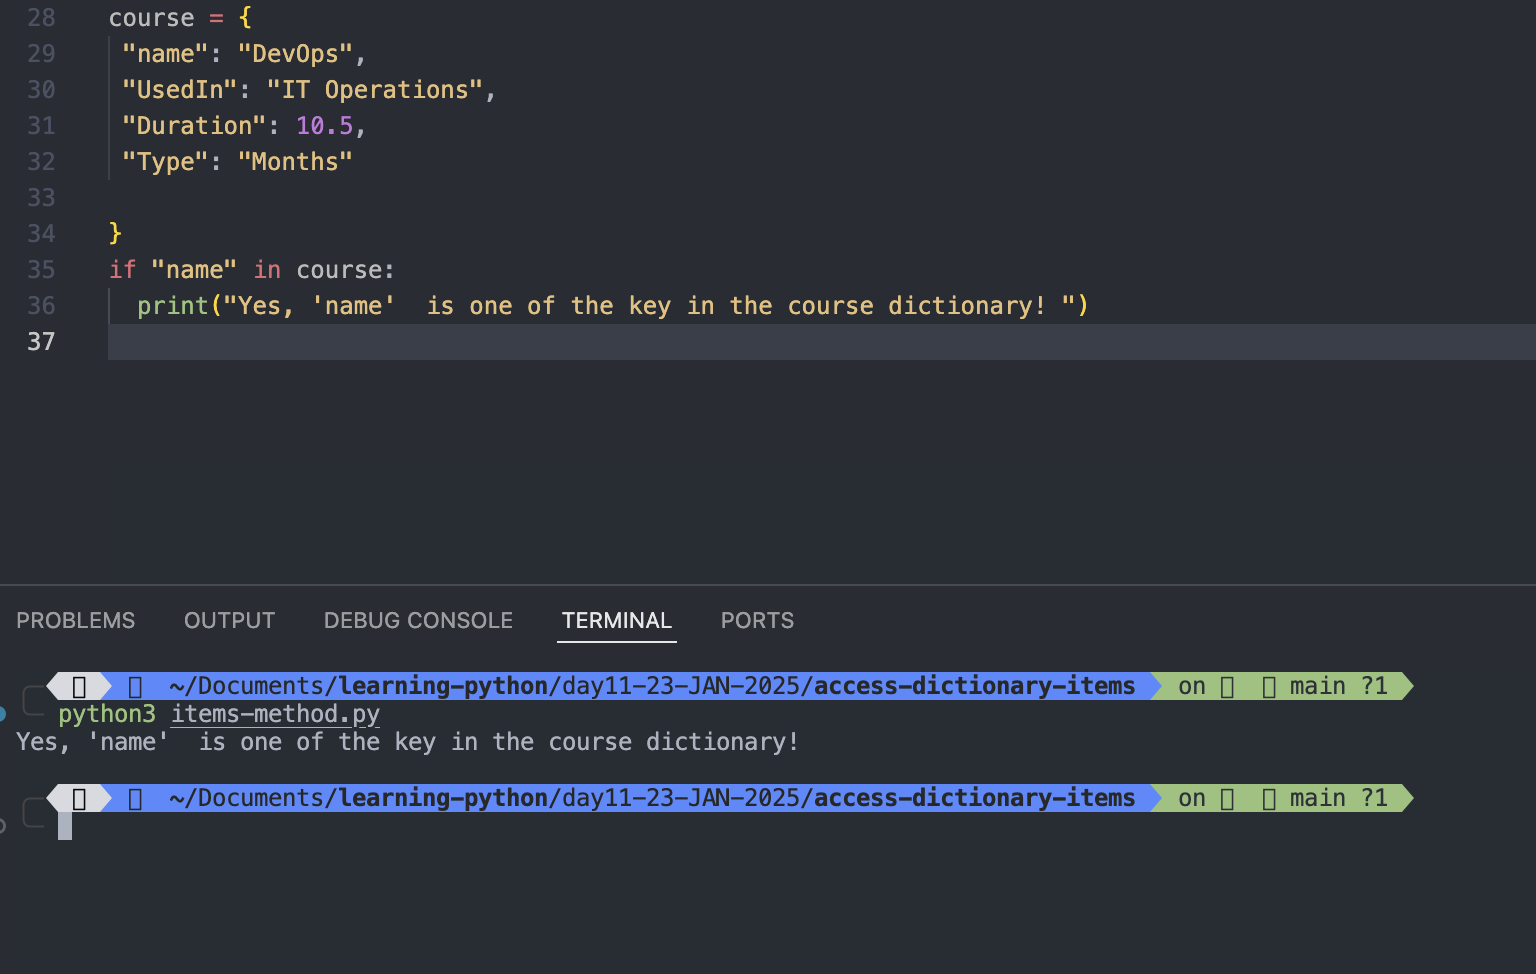 28 course = {
29 "name": "DevOps",
30 "UsedIn": "IT Operations",
31 "Duration": 10.5,
32 "Type": "Months"
33
34 }
35 if "name" in course:
36 print("Yes, 'name'  is one of the key in the course dictionary! ")
37
PROBLEMS OUTPUT DEBUG CONSOLE TERMINAL PORTS
~/Documents/learning-python/day11-23-JAN-2025/access-dictionary-items on main ?1
python3 items-method.py
Yes, 'name'  is one of the key in the course dictionary!
~/Documents/learning-python/day11-23-JAN-2025/access-dictionary-items on main ?1